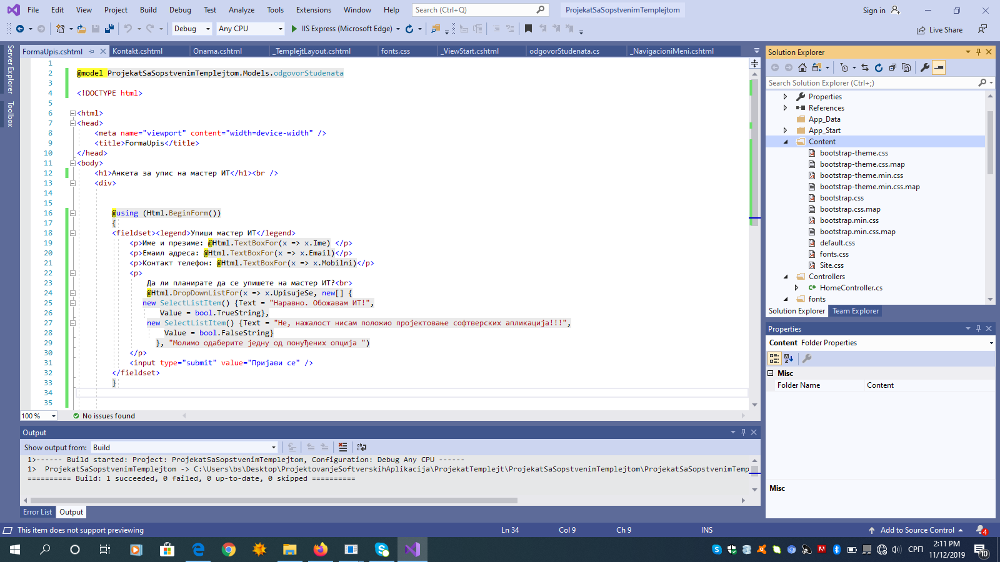 File Edit View Project Build Debug Test Analyze Tools Extensions Window Help Search (Ctrl+Q) ProjekatSaSopstvenimTemplejtom Sign in
Debug Any CPU IIS Express (Microsoft Edge) Live Share
Server Explorer
Toolbox
FormaUpis.cshtml Kontakt.cshtml Onama.cshtml _TemplejtLayout.cshtml fonts.css _ViewStart.cshtml odgovorStudenata.cs _NavigacioniMeni.cshtml
1
2 @model ProjekatSaSopstvenimTemplejtom.Models.odgovorStudenata
3
4 <!DOCTYPE html>
5
6 <html>
7 <head>
8 <meta name="viewport" content="width=device-width" />
9 <title>FormaUpis</title>
10 </head>
11 <body>
12 <h1>Анкета за упис на мастер ИТ</h1><br />
13 <div>
14
15
16 @using (Html.BeginForm())
17 {
18 <fieldset><legend>Упиши мастер ИТ</legend>
19 <p>Име и презиме: @Html.TextBoxFor(x => x.Ime) </p>
20 <p>Емаил адреса: @Html.TextBoxFor(x => x.Email)</p>
21 <p>Контакт телефон: @Html.TextBoxFor(x => x.Mobilni)</p>
22 <p>
23 Да ли планирате да се упишете на мастер ИТ?<br>
24 @Html.DropDownListFor(x => x.UpisujeSe, new[] {
25 new SelectListItem() {Text = "Наравно. Обожавам ИТ!",
26 Value = bool.TrueString},
27 new SelectListItem() {Text = "Не, нажалост нисам положио пројектовање софтверских апликација!!!",
28 Value = bool.FalseString}
29 }, "Молимо одаберите једну од понуђених опција ")
30 </p>
31 <input type="submit" value="Пријави се" />
32 </fieldset>
33 }
34
35
100 % No issues found
Output
Show output from: Build
1>------ Build started: Project: ProjekatSaSopstvenimTemplejtom, Configuration: Debug Any CPU ------
1> ProjekatSaSopstvenimTemplejtom -> C:\Users\bs\Desktop\ProjektovanjeSoftverskihAplikacija\ProjekatTemplejt\ProjekatSaSopstvenimTemplejtom\ProjekatSaSopstvenimTemp
========== Build: 1 succeeded, 0 failed, 0 up-to-date, 0 skipped ==========
Error List Output
Solution Explorer
Search Solution Explorer (Ctrl+;)
Properties
References
App_Data
App_Start
Content
bootstrap-theme.css
bootstrap-theme.css.map
bootstrap-theme.min.css
bootstrap-theme.min.css.map
bootstrap.css
bootstrap.css.map
bootstrap.min.css
bootstrap.min.css.map
default.css
fonts.css
Site.css
Controllers
C# HomeController.cs
fonts
Solution Explorer Team Explorer
Properties
Content Folder Properties
Misc
Folder Name Content
Misc
This item does not support previewing Ln 34 Col 9 Ch 9 INS Add to Source Control 4
СРП 2:11 PM
11/12/2019 10